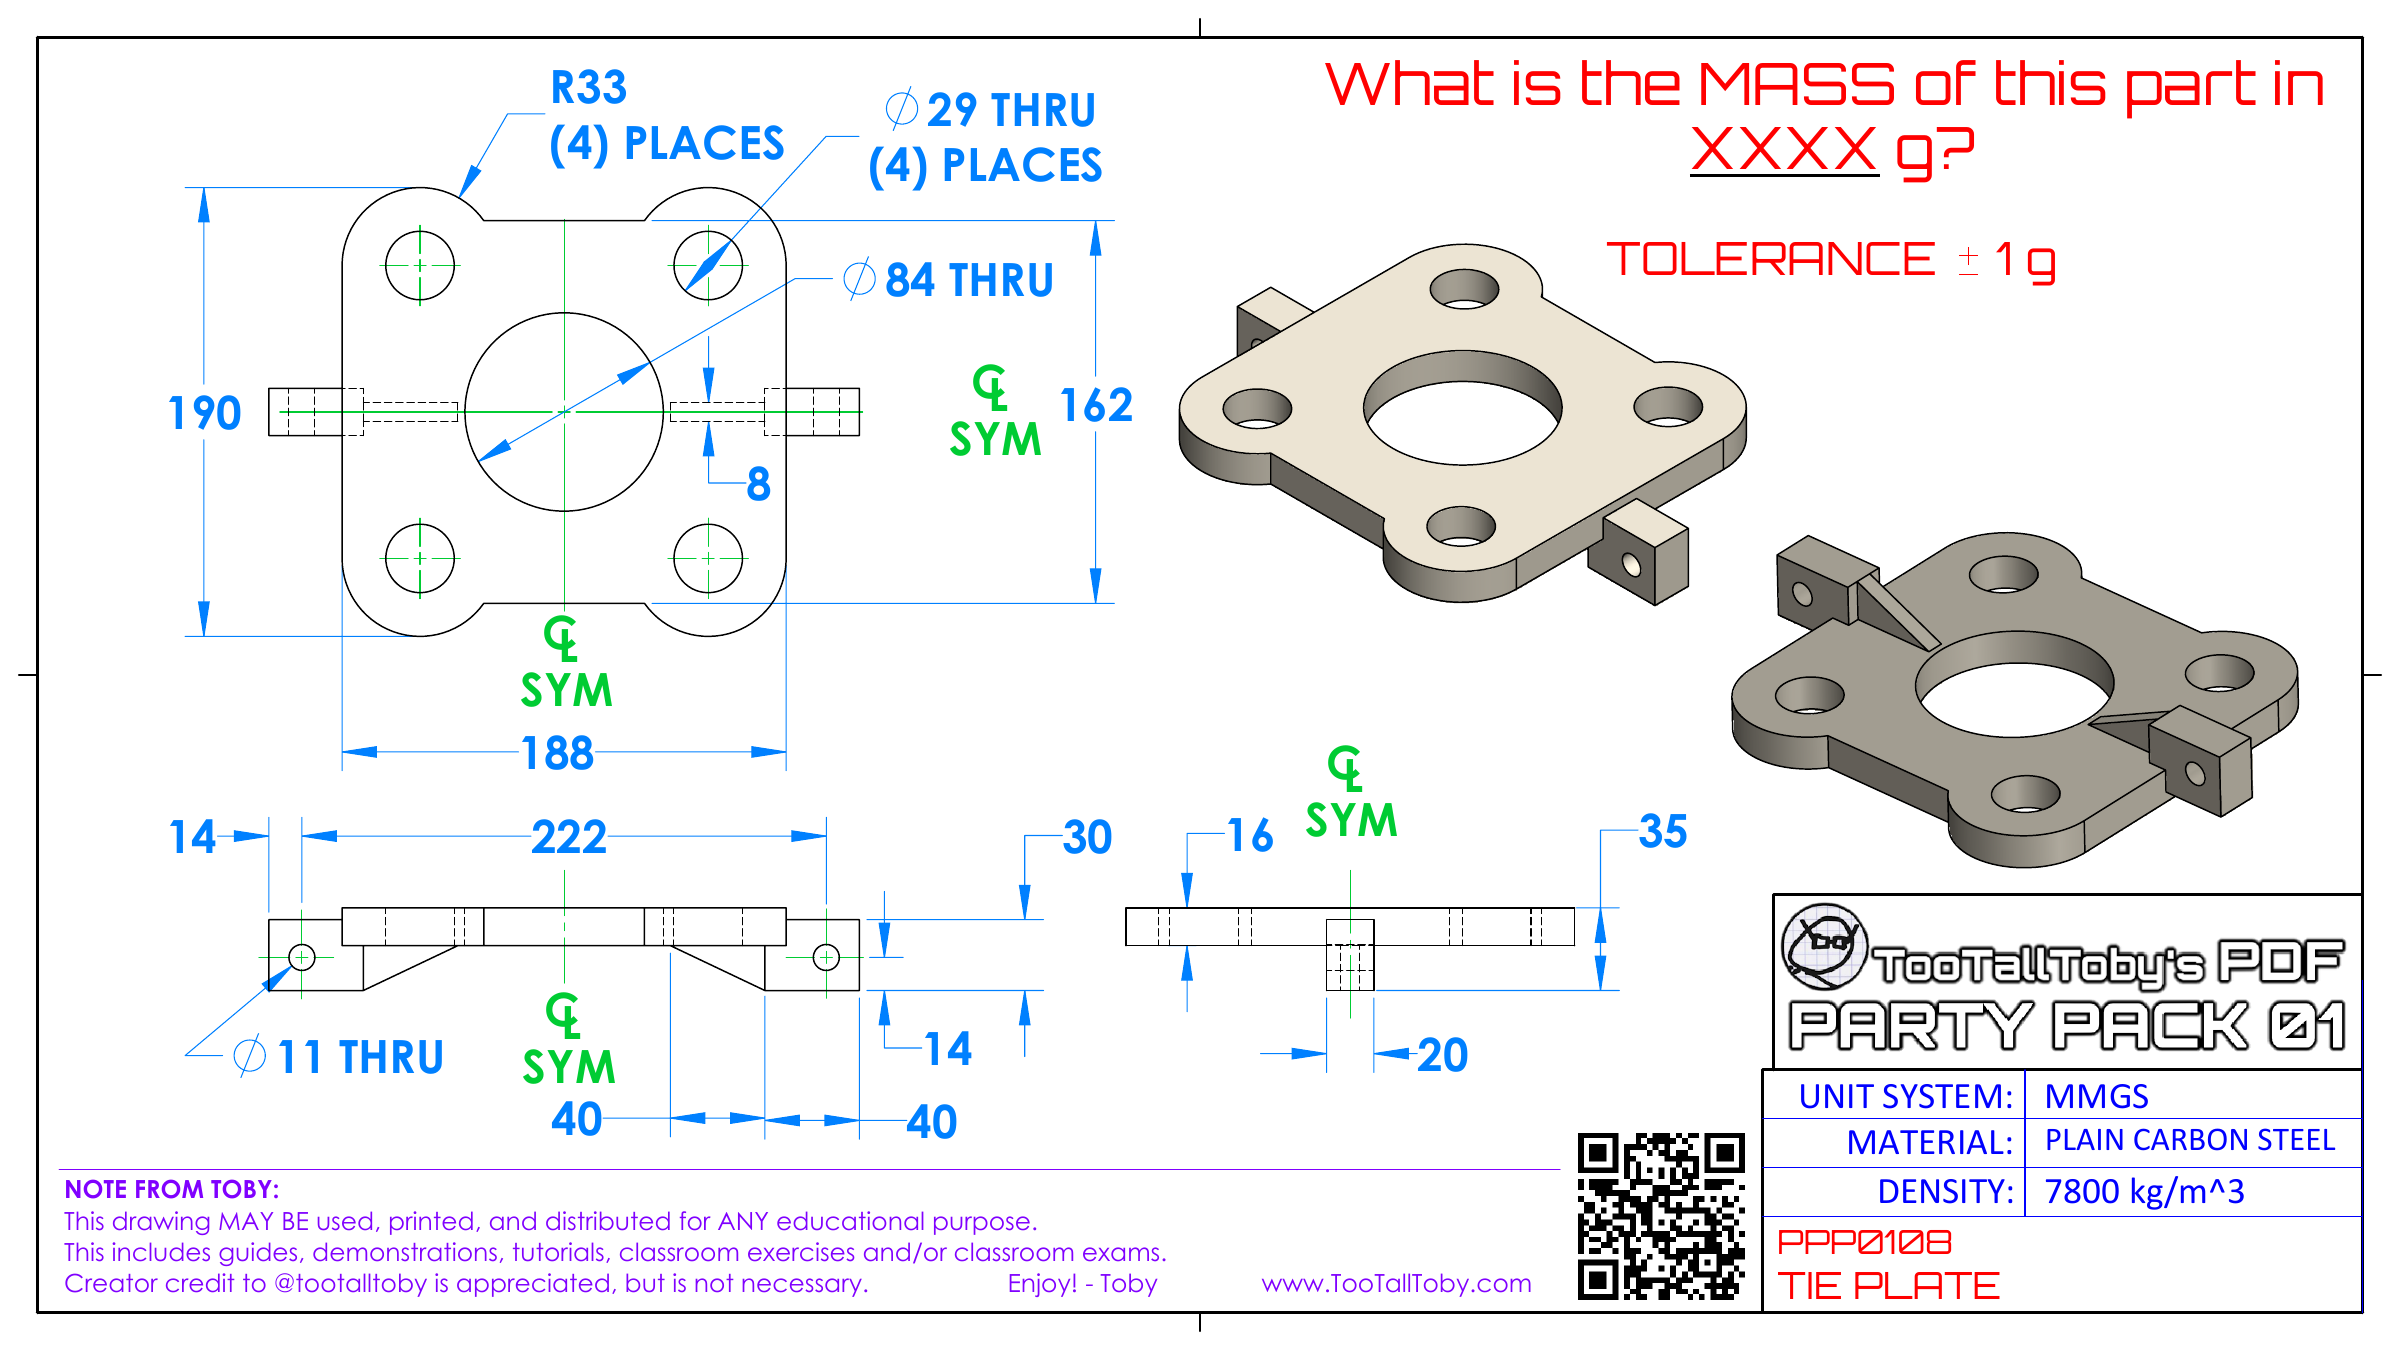 What is the MASS of this part in
XXXX g?
TOLERANCE ± 1 g
R33
(4) PLACES
∅ 29 THRU
(4) PLACES
∅ 84 THRU
190
162
8
℄
SYM
℄
SYM
188
14
222
30
∅ 11 THRU
14
℄
SYM
40
40
℄
SYM
16
35
20
TooTallToby's PDF
PARTY PACK 01
UNIT SYSTEM: MMGS
MATERIAL: PLAIN CARBON STEEL
DENSITY: 7800 kg/m^3
PPP0108
TIE PLATE
NOTE FROM TOBY:
This drawing MAY BE used, printed, and distributed for ANY educational purpose.
This includes guides, demonstrations, tutorials, classroom exercises and/or classroom exams.
Creator credit to @tootalltoby is appreciated, but is not necessary. Enjoy! - Toby www.TooTallToby.com